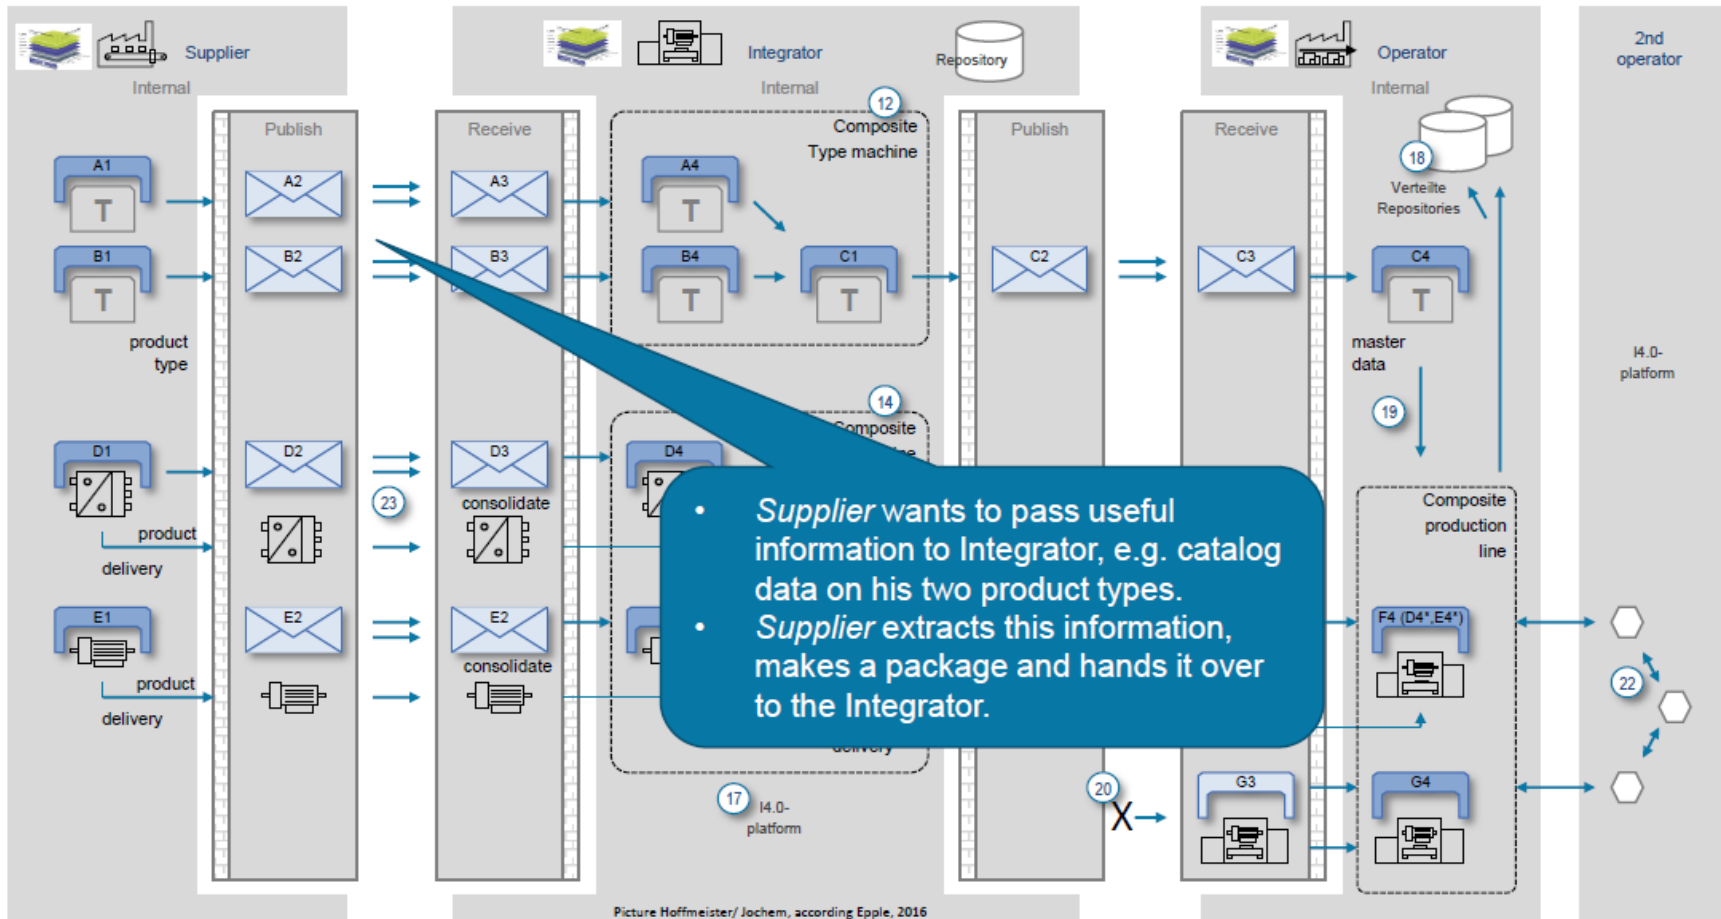 Supplier
Internal
Integrator
Internal
Repository
Operator
Internal
2nd
operator
Publish
Receive
12
Composite
Type machine
Publish
Receive
18
Verteilte
Repositories
A1
T
A2
A3
A4
T
B1
T
B2
B3
B4
T
C1
T
C2
C3
C4
T
product
type
master
data
I4.0-
platform
19
14
Composite
D1
D2
D3
D4
23
consolidate
product
delivery
Composite
production
line
• Supplier wants to pass useful
information to Integrator, e.g. catalog
data on his two product types.
• Supplier extracts this information,
makes a package and hands it over
to the Integrator.
E1
E2
E2
consolidate
product
delivery
F4 (D4*,E4*)
22
delivery
17
I4.0-
platform
20
X
G3
G4
Picture Hoffmeister/ Jochem, according Epple, 2016